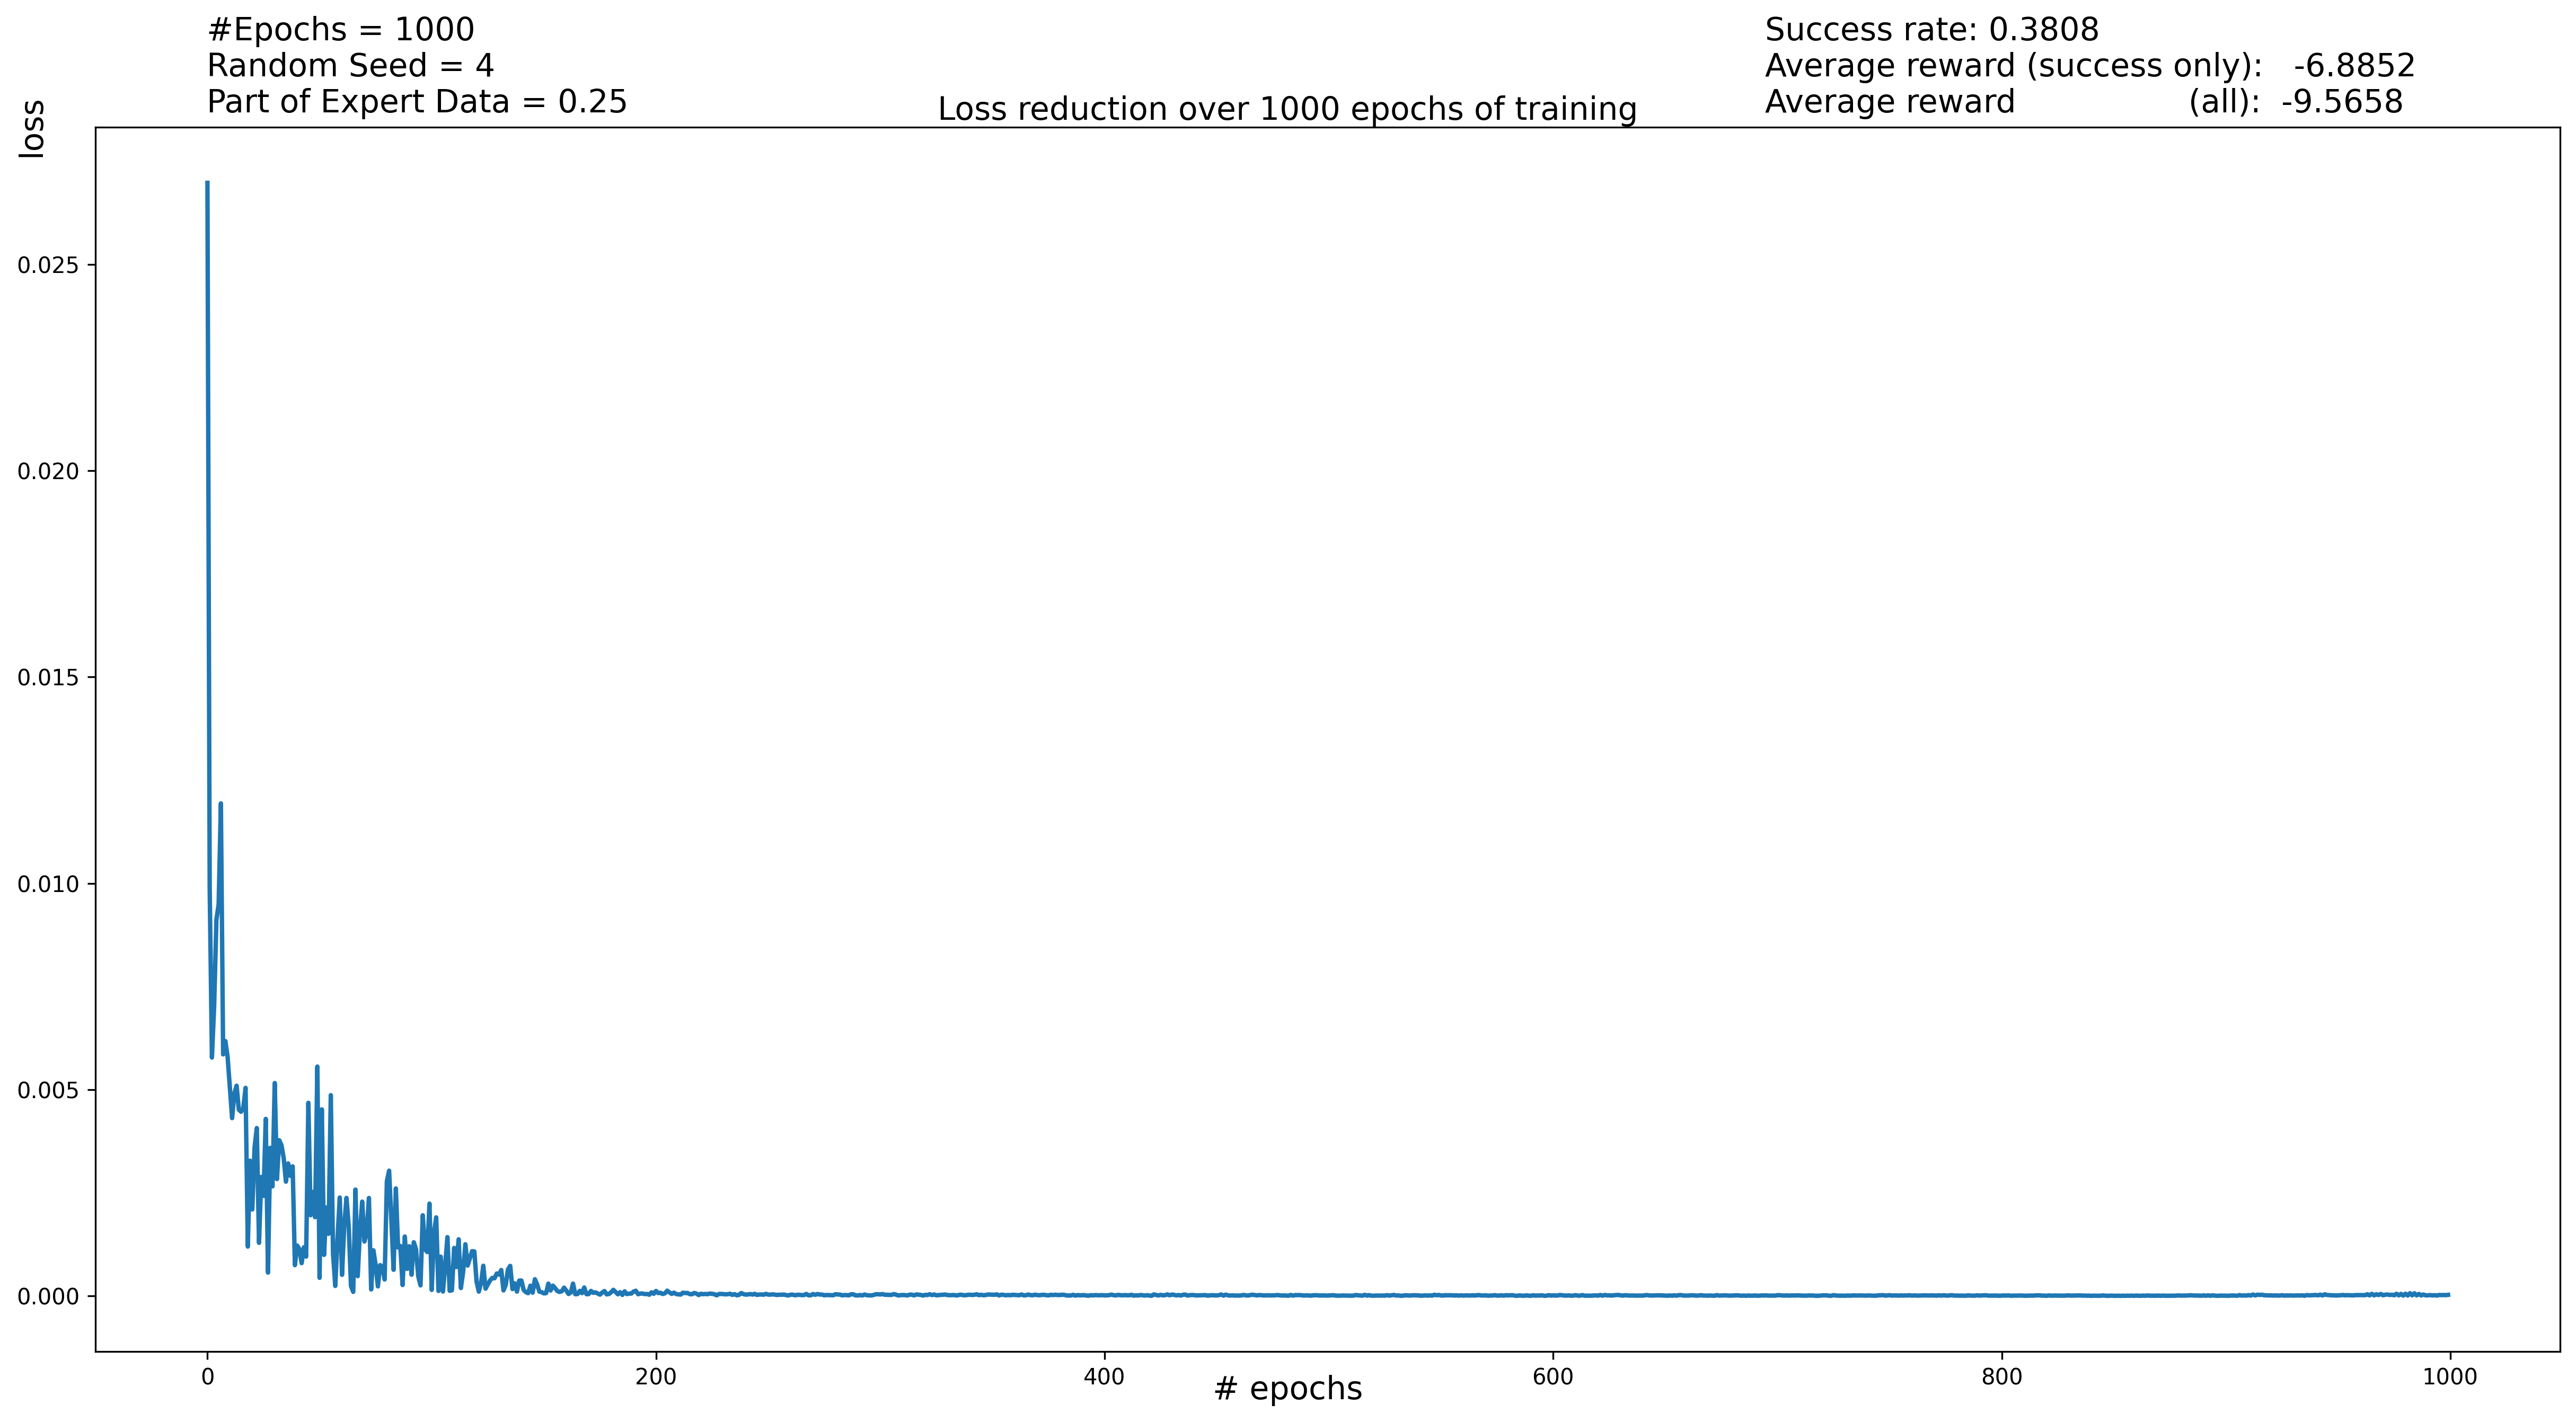 #Epochs = 1000
Random Seed = 4
Part of Expert Data = 0.25
Success rate: 0.3808
Average reward (success only): -6.8852
Average reward (all): -9.5658
Loss reduction over 1000 epochs of training
loss
0.025
0.020
0.015
0.010
0.005
0.000
0 200 400 600 800 1000
# epochs